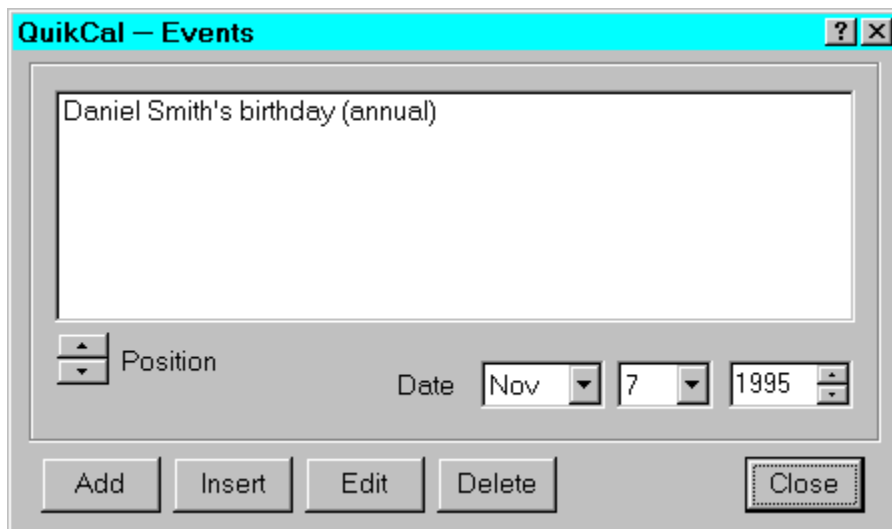 QuikCal – Events
Daniel Smith's birthday (annual)
Position
Date Nov 7 1995
Add Insert Edit Delete Close